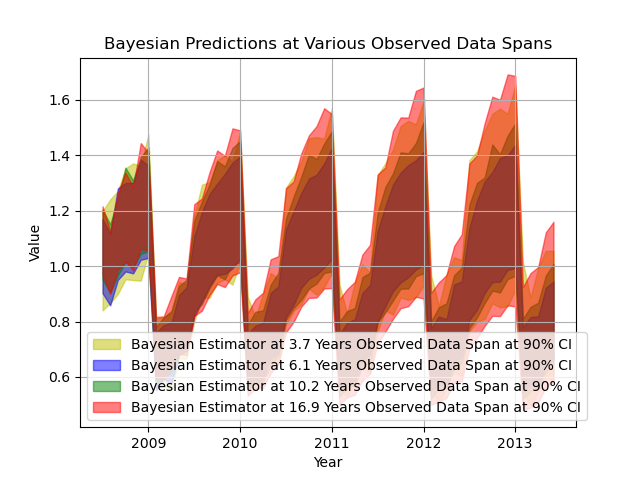 Bayesian Predictions at Various Observed Data Spans
1.6
1.4
1.2
1.0
0.8
0.6
Value
Bayesian Estimator at 3.7 Years Observed Data Span at 90% CI
Bayesian Estimator at 6.1 Years Observed Data Span at 90% CI
Bayesian Estimator at 10.2 Years Observed Data Span at 90% CI
Bayesian Estimator at 16.9 Years Observed Data Span at 90% CI
2009 2010 2011 2012 2013
Year